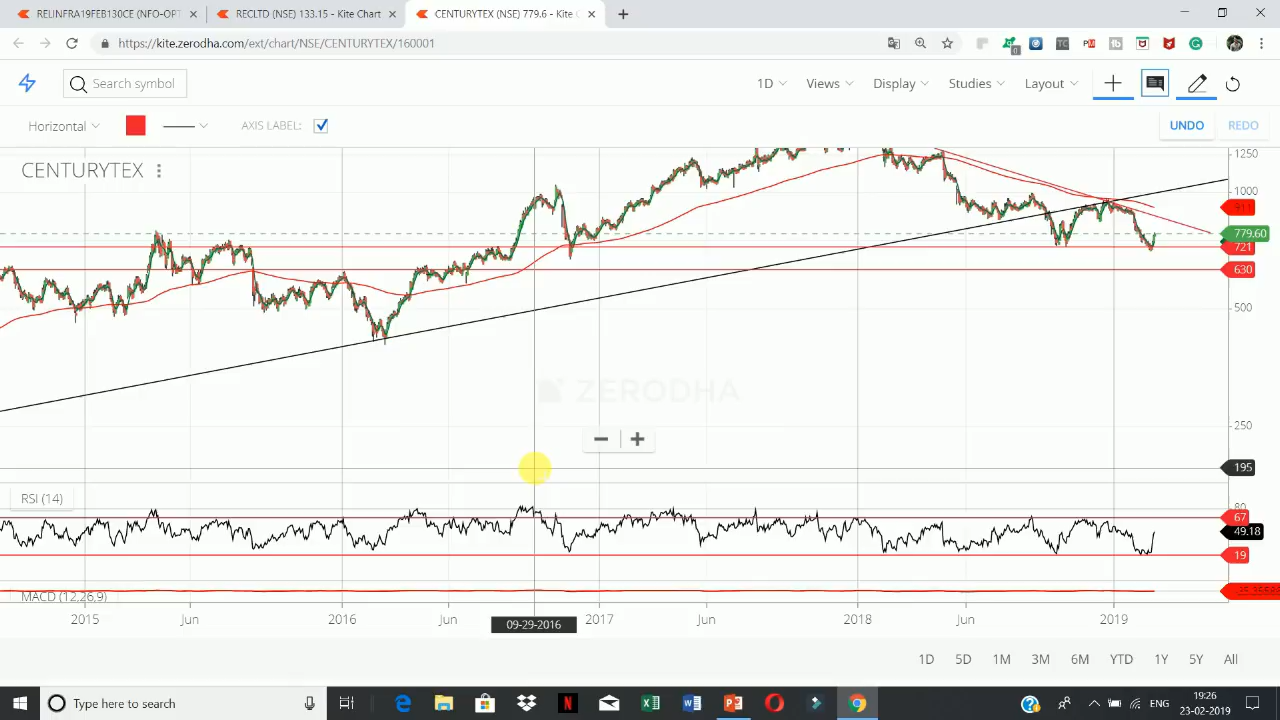 RELINFRA19FEB130CE (NFO-OPT
RECLTD (NSE) 133.15 - Kite Chart
CENTURYTEX (NSE) 779.6 - Kite C
https://kite.zerodha.com/ext/chart/NSE/CENTURYTEX/160001
Search symbol
1D
Views
Display
Studies
Layout
Horizontal
AXIS LABEL:
UNDO
REDO
CENTURYTEX
1250
1000
911
779.60
721
630
500
ZERODHA
250
195
RSI (14)
80
67
49.18
19
MACD (12,26,9)
2015
Jun
2016
Jun
09-29-2016
2017
Jun
2018
Jun
2019
1D
5D
1M
3M
6M
YTD
1Y
5Y
All
Type here to search
ENG
19:26
23-02-2019